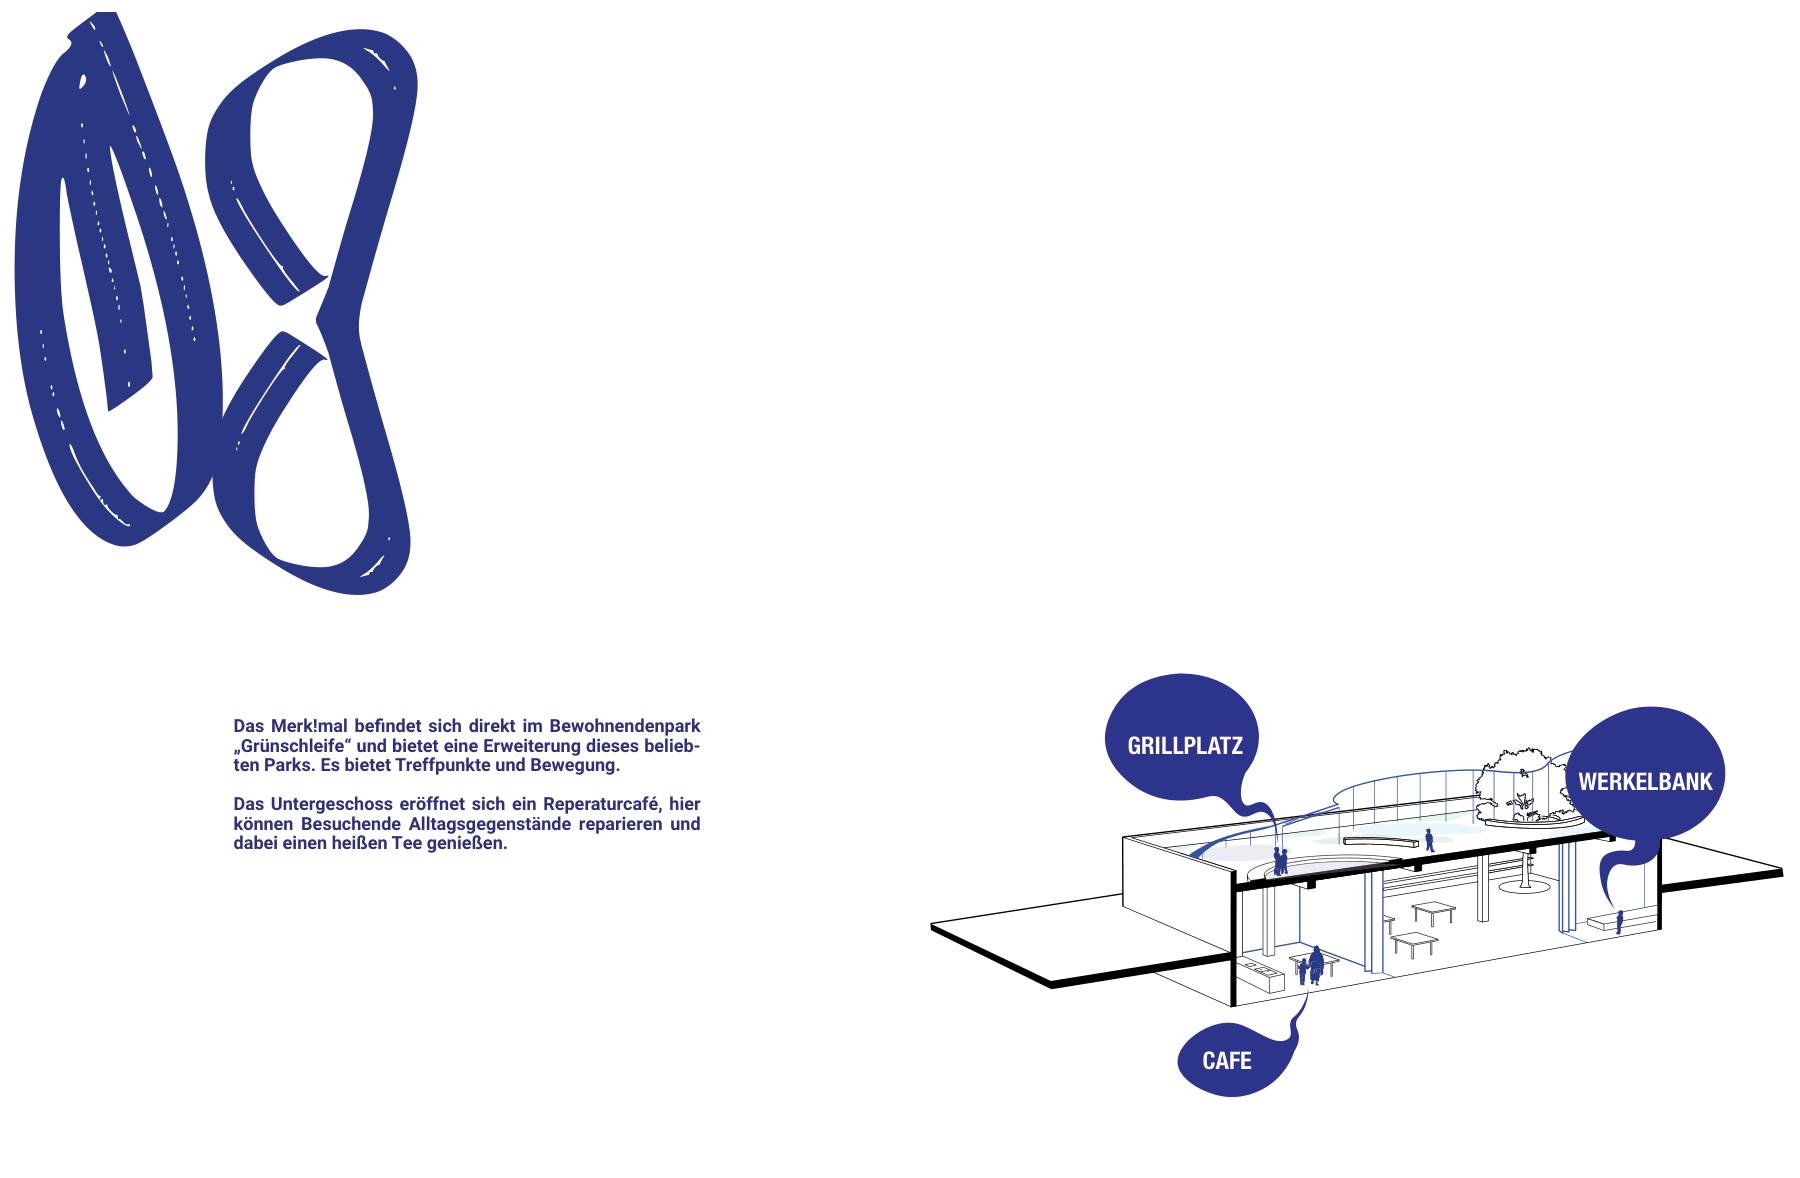 08
Das Merk!mal befindet sich direkt im Bewohnendenpark
„Grünschleife“ und bietet eine Erweiterung dieses belieb-
ten Parks. Es bietet Treffpunkte und Bewegung.
Das Untergeschoss eröffnet sich ein Reperaturcafé, hier
können Besuchende Alltagsgegenstände reparieren und
dabei einen heißen Tee genießen.
GRILLPLATZ
WERKELBANK
CAFE